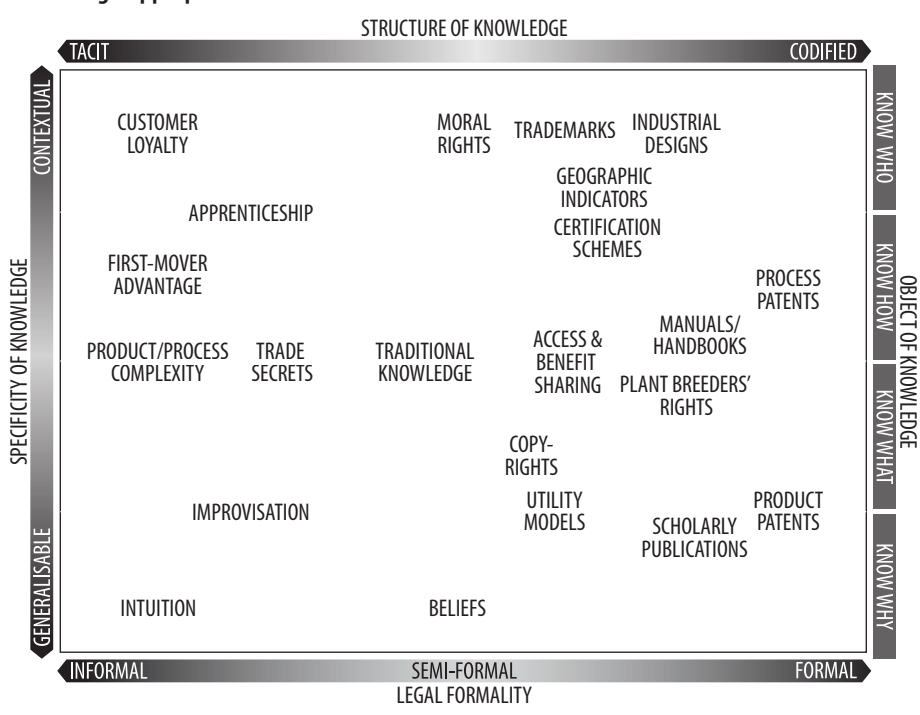 STRUCTURE OF KNOWLEDGE
TACIT
CODIFIED
CONTEXTUAL
GENERALISABLE
SPECIFICITY OF KNOWLEDGE
CUSTOMER
LOYALTY
MORAL
RIGHTS
TRADEMARKS
INDUSTRIAL
DESIGNS
GEOGRAPHIC
INDICATORS
APPRENTICESHIP
CERTIFICATION
SCHEMES
FIRST-MOVER
ADVANTAGE
PROCESS
PATENTS
PRODUCT/PROCESS
COMPLEXITY
TRADE
SECRETS
TRADITIONAL
KNOWLEDGE
ACCESS &
BENEFIT
SHARING
MANUALS/
HANDBOOKS
PLANT BREEDERS'
RIGHTS
COPY-
RIGHTS
IMPROVISATION
UTILITY
MODELS
SCHOLARLY
PUBLICATIONS
PRODUCT
PATENTS
INTUITION
BELIEFS
KNOW WHO
KNOW HOW
KNOW WHAT
KNOW WHY
OBJECT OF KNOWLEDGE
INFORMAL
SEMI-FORMAL
FORMAL
LEGAL FORMALITY